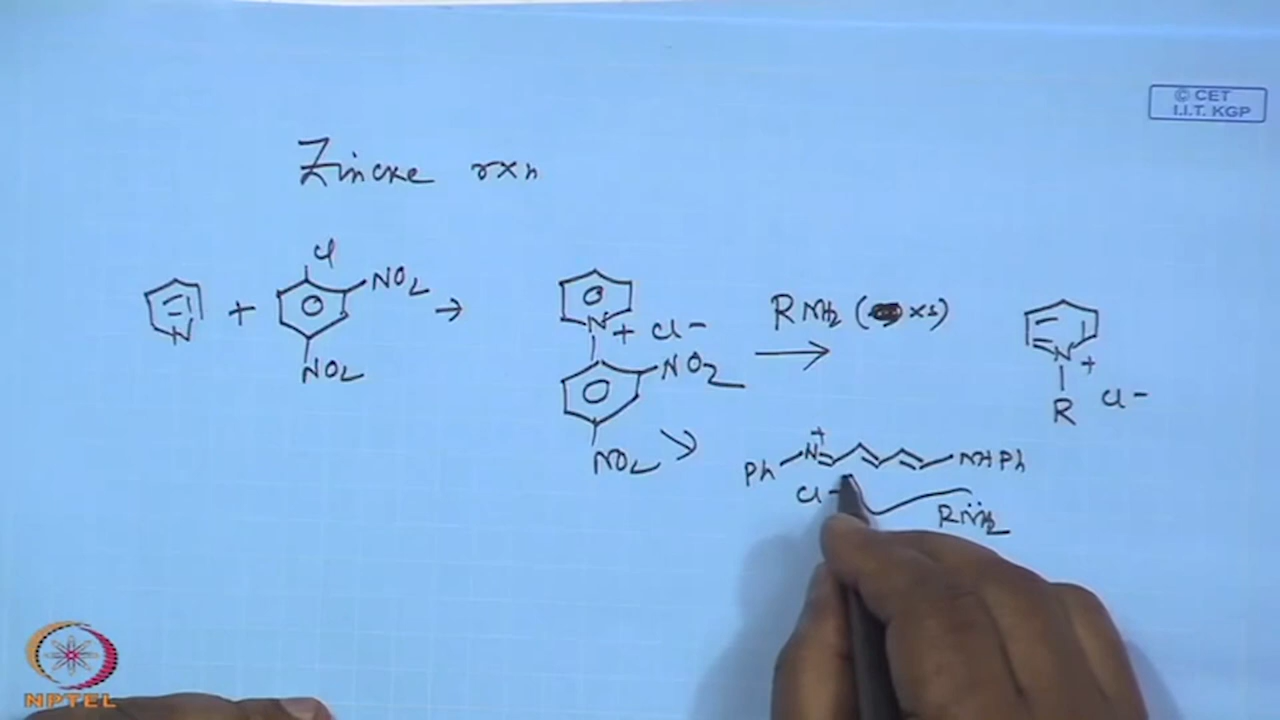 © CET
I.I.T. KGP
Zincke rxn
Cl
NO2
N
+
NO2
N + Cl-
NO2
NO2
RNH2 ( xs)
N
+
R Cl-
Ph N+ NHPh
Cl-
RNH2
NPTEL